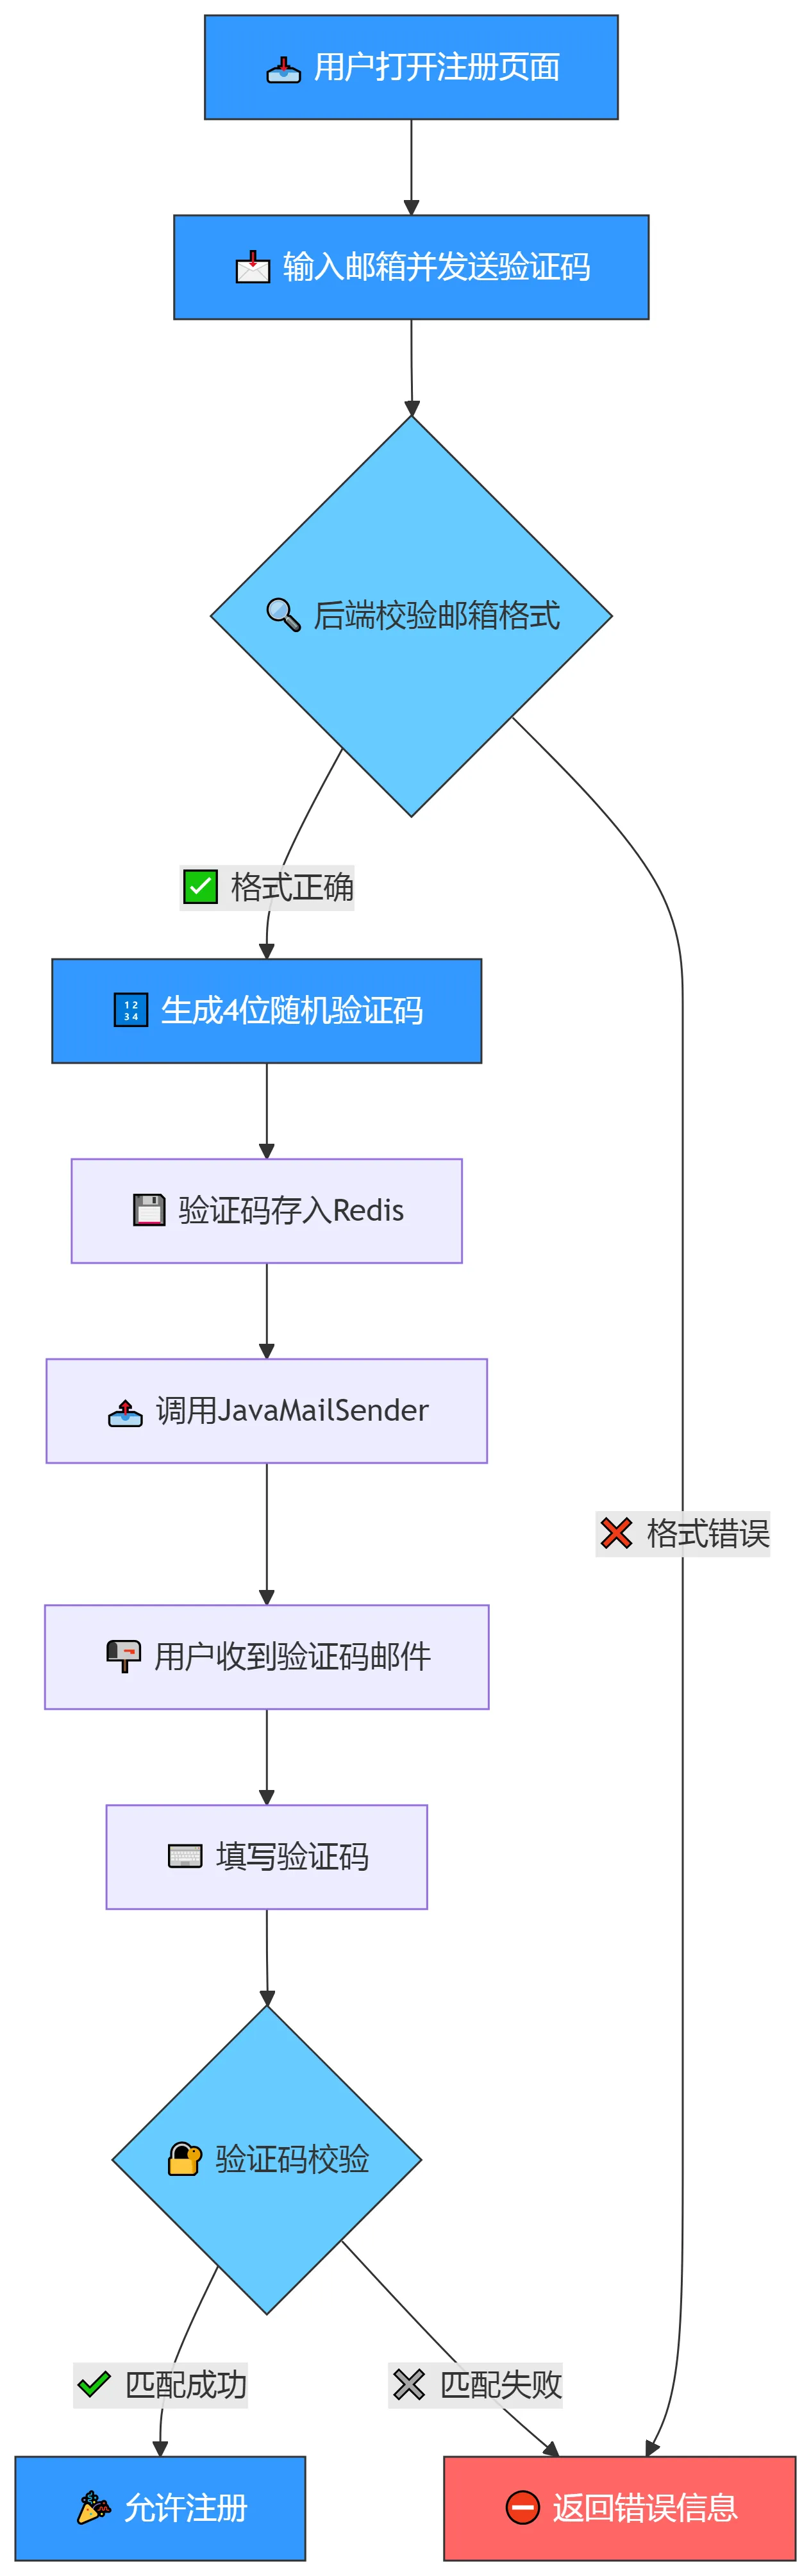 用户打开注册页面
输入邮箱并发送验证码
后端校验邮箱格式
格式正确
1 2
3 4
生成4位随机验证码
验证码存入Redis
调用JavaMailSender
格式错误
用户收到验证码邮件
填写验证码
验证码校验
匹配成功
匹配失败
允许注册
返回错误信息